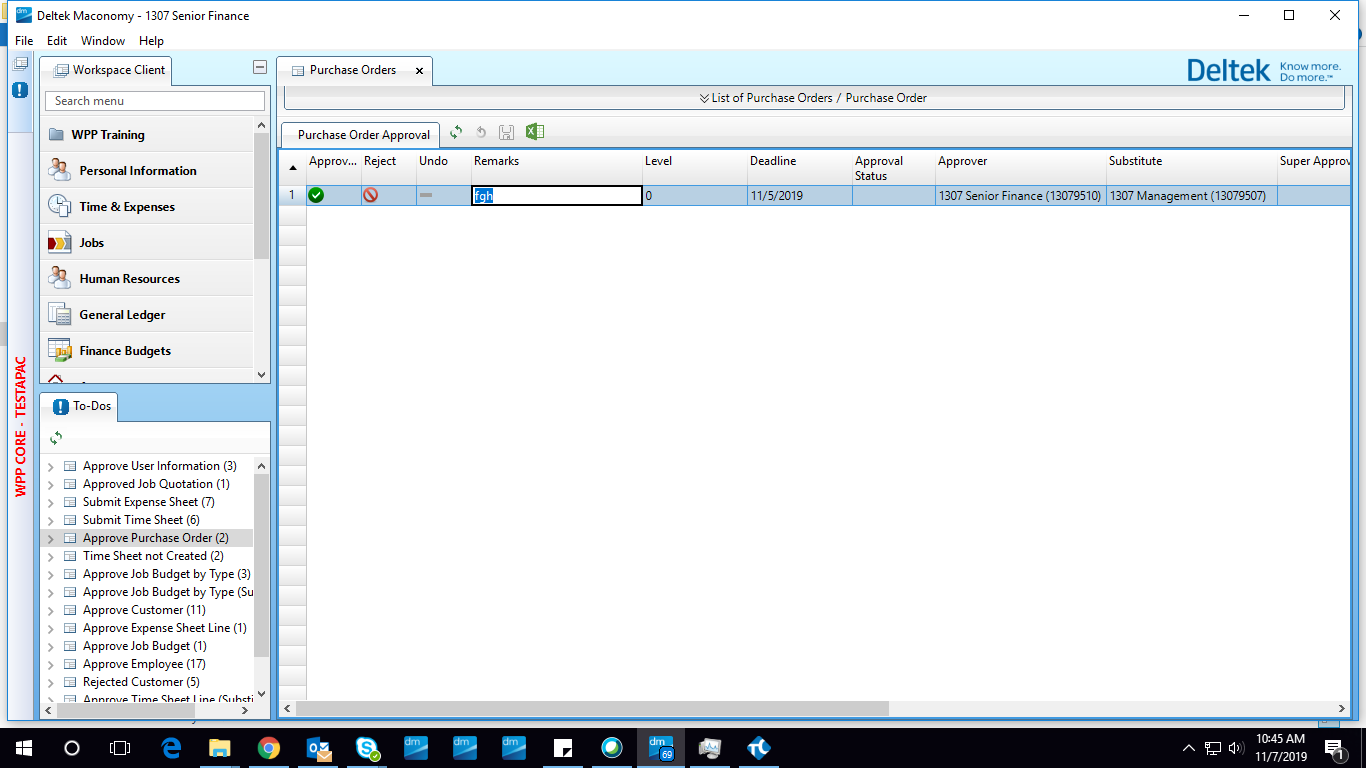 Deltek Maconomy - 1307 Senior Finance
File Edit Window Help
Workspace Client
Search menu
WPP Training
Personal Information
Time & Expenses
Jobs
Human Resources
General Ledger
Finance Budgets
WPP CORE - TESTAPAC
To-Dos
Approve User Information (3)
Approved Job Quotation (1)
Submit Expense Sheet (7)
Submit Time Sheet (6)
Approve Purchase Order (2)
Time Sheet not Created (2)
Approve Job Budget by Type (3)
Approve Job Budget by Type (Su
Approve Customer (11)
Approve Expense Sheet Line (1)
Approve Job Budget (1)
Approve Employee (17)
Rejected Customer (5)
Approve Time Sheet Line (Substi
Purchase Orders
Deltek Know more.
Do more.™
List of Purchase Orders / Purchase Order
Purchase Order Approval
Approv... Reject Undo Remarks Level Deadline Approval Status Approver Substitute Super Approv
1 fgh 0 11/5/2019 1307 Senior Finance (13079510) 1307 Management (13079507)
dm 69
10:45 AM
11/7/2019
1